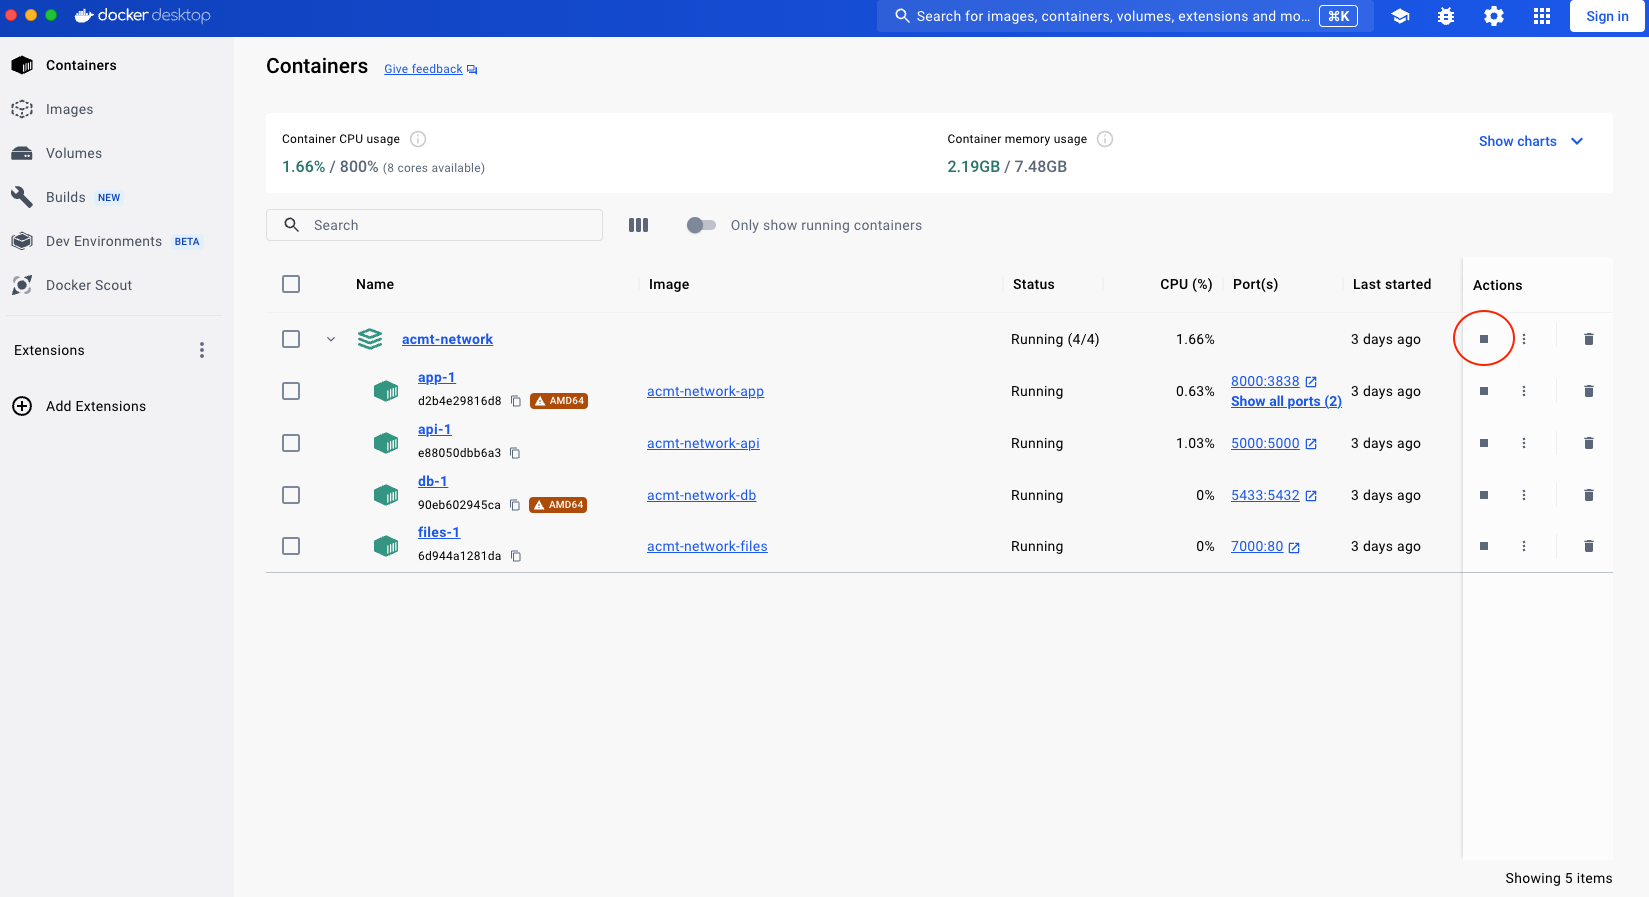 docker desktop
Search for images, containers, volumes, extensions and mo... ⌘K
Sign in
Containers
Images
Volumes
Builds NEW
Dev Environments BETA
Docker Scout
Extensions
Add Extensions
Containers Give feedback
Container CPU usage
1.66% / 800% (8 cores available)
Container memory usage
2.19GB / 7.48GB
Show charts
Search
Only show running containers
Name Image Status CPU (%) Port(s) Last started Actions
acmt-network Running (4/4) 1.66% 3 days ago
app-1
d2b4e29816d8 AMD64
acmt-network-app Running 0.63%
8000:3838
Show all ports (2)
3 days ago
api-1
e88050dbb6a3
acmt-network-api Running 1.03% 5000:5000 3 days ago
db-1
90eb602945ca AMD64
acmt-network-db Running 0% 5433:5432 3 days ago
files-1
6d944a1281da
acmt-network-files Running 0% 7000:80 3 days ago
Showing 5 items